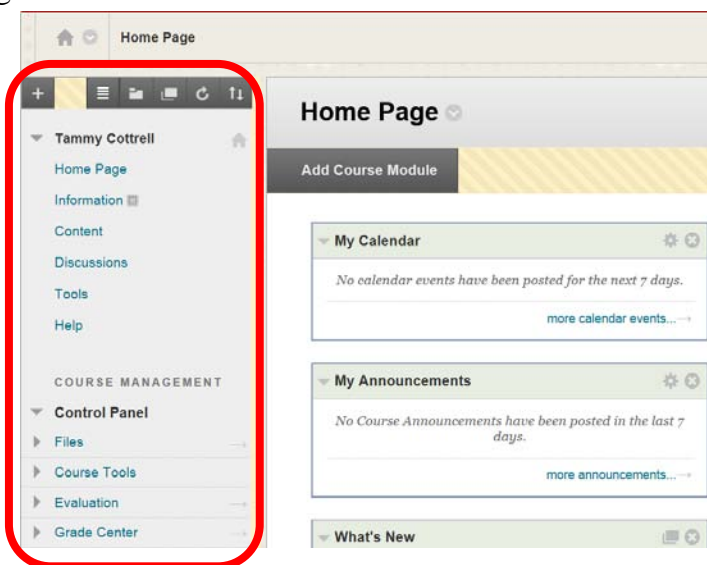 Home Page
Tammy Cottrell
Home Page
Information
Content
Discussions
Tools
Help
COURSE MANAGEMENT
Control Panel
Files
Course Tools
Evaluation
Grade Center
Home Page
Add Course Module
My Calendar
No calendar events have been posted for the next 7 days.
more calendar events...
My Announcements
No Course Announcements have been posted in the last 7
days.
more announcements...
What's New